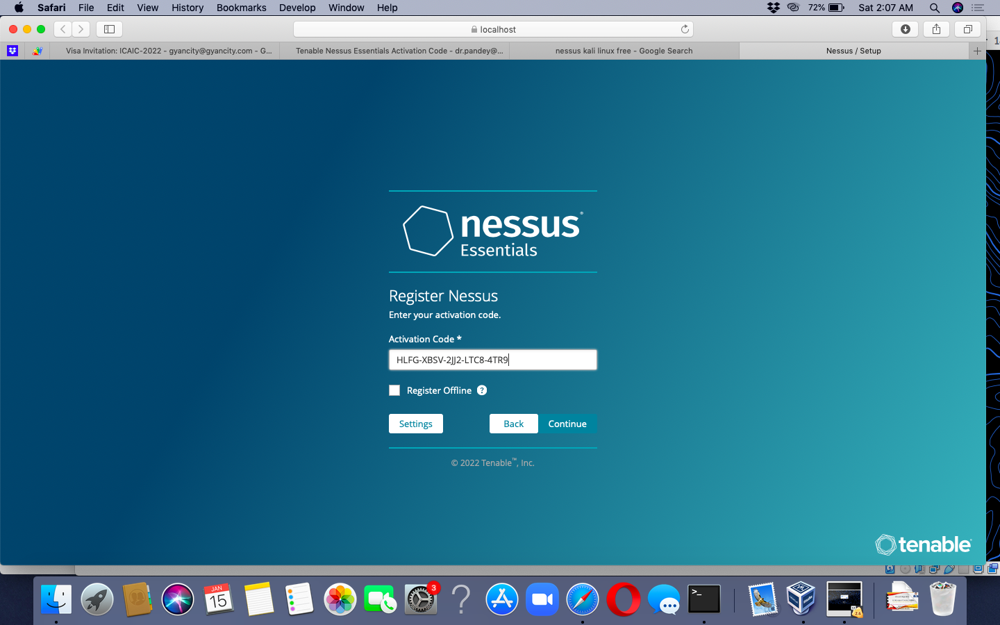 Safari File Edit View History Bookmarks Develop Window Help 72% Sat 2:07 AM
localhost
Visa Invitation: ICAIC-2022 - gyancity@gyancity.com - G... Tenable Nessus Essentials Activation Code - dr.pandey@... nessus kali linux free - Google Search Nessus / Setup
nessus®
Essentials
Register Nessus
Enter your activation code.
Activation Code *
HLFG-XBSV-2JJ2-LTC8-4TR9
Register Offline ?
Settings Back Continue
© 2022 Tenable™, Inc.
tenable®
JAN
15
3
>_
2.6